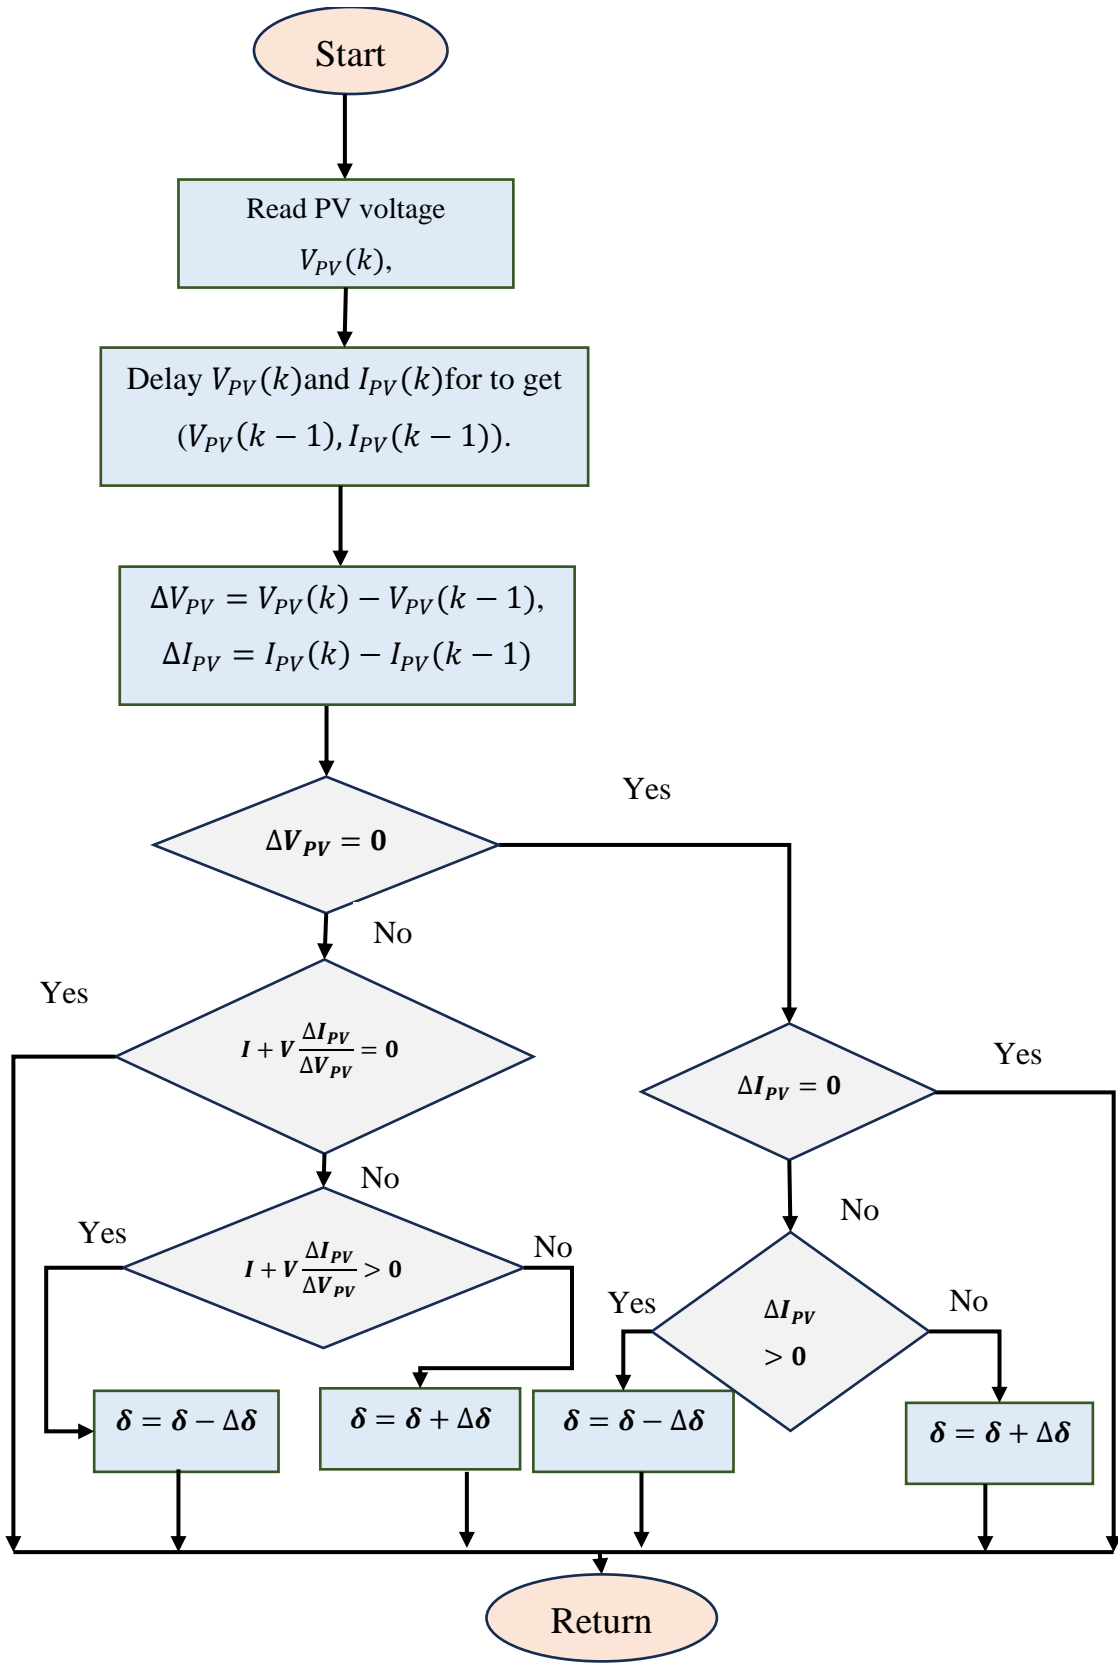 Start
Read PV voltage
V_PV(k),
Delay V_PV(k)and I_PV(k)for to get
(V_PV(k − 1), I_PV(k − 1)).
ΔV_PV = V_PV(k) − V_PV(k − 1),
ΔI_PV = I_PV(k) − I_PV(k − 1)
Yes
ΔV_PV = 0
No
Yes
I + V ΔI_PV/ΔV_PV = 0
Yes
ΔI_PV = 0
No
No
Yes
I + V ΔI_PV/ΔV_PV > 0
No
Yes
ΔI_PV
> 0
No
δ = δ − Δδ
δ = δ + Δδ
δ = δ − Δδ
δ = δ + Δδ
Return